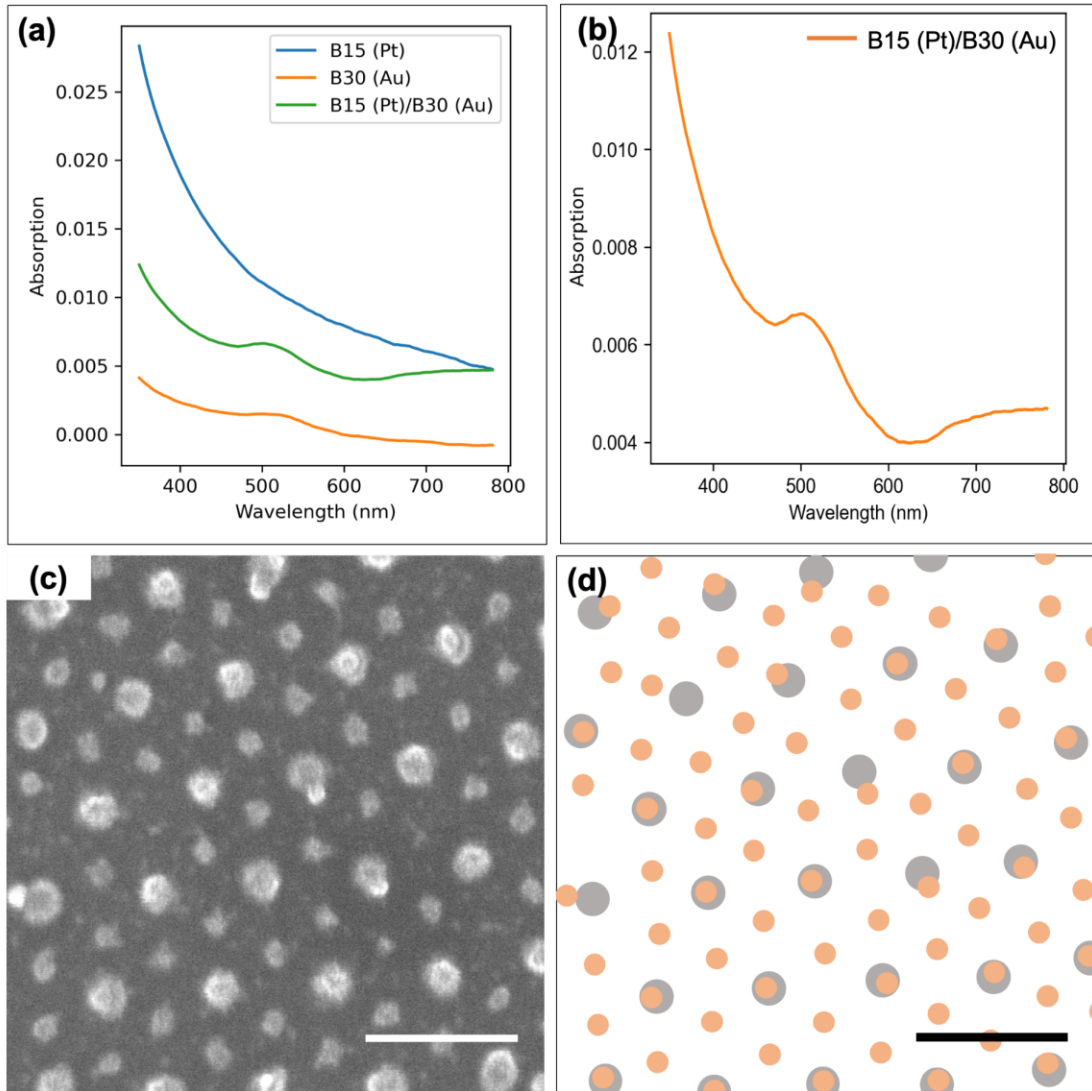 (a)
B15 (Pt)
B30 (Au)
B15 (Pt)/B30 (Au)
0.025
0.020
0.015
0.010
0.005
0.000
Absorption
400 500 600 700 800
Wavelength (nm)
(b)
B15 (Pt)/B30 (Au)
0.012
0.010
0.008
0.006
0.004
Absorption
400 500 600 700 800
Wavelength (nm)
(c)
(d)